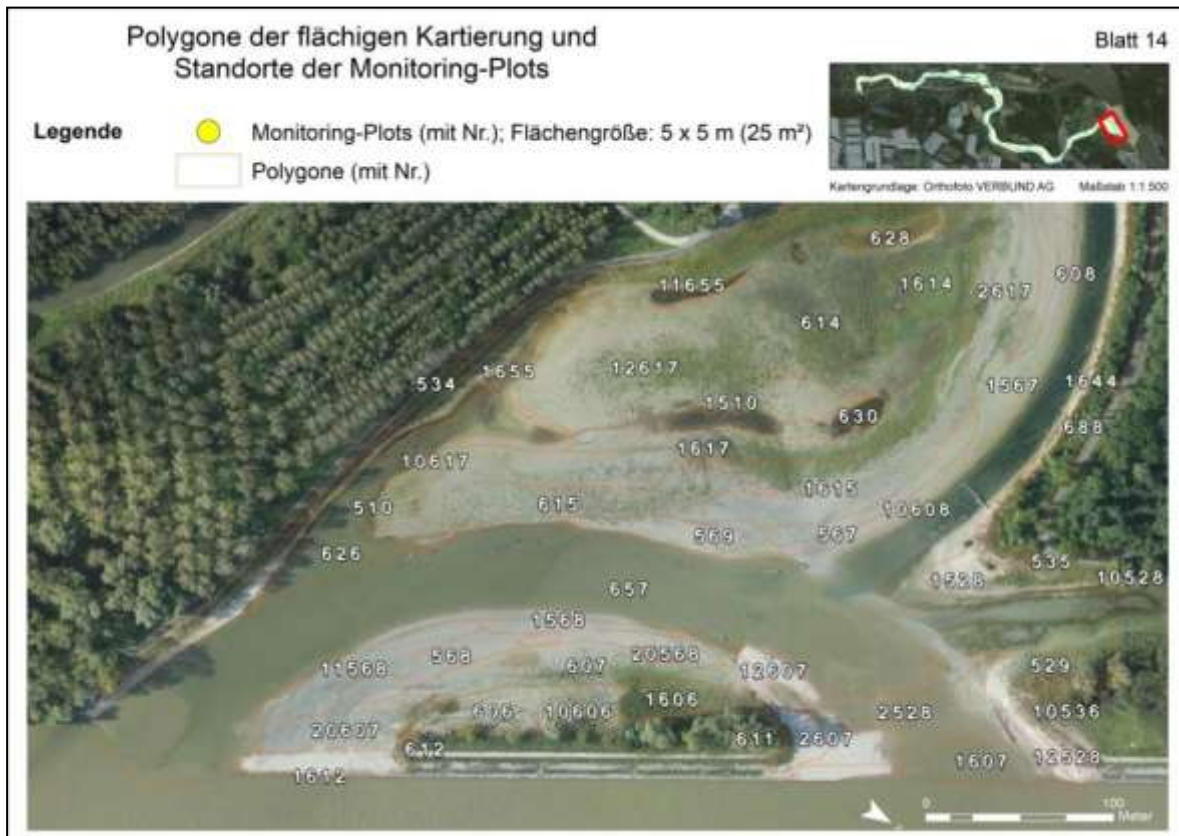 Polygone der flächigen Kartierung und
Standorte der Monitoring-Plots
Blatt 14
Legende
Monitoring-Plots (mit Nr.); Flächengröße: 5 x 5 m (25 m²)
Polygone (mit Nr.)
Kartengrundlage: Orthofoto VERBUND AG Maßstab 1:1.500
628
11655 1614 2617 608
614
1655 12617
534 1567 1644
1510 630
688
1617
10617
1615
510 615 10608
569 567
626
535
1528 10528
657
1568
568 607 20568
11568 12607 529
1606
606 10606 2528 10536
20607
612 611 2607
1607 12528
1612
0 100
Meter